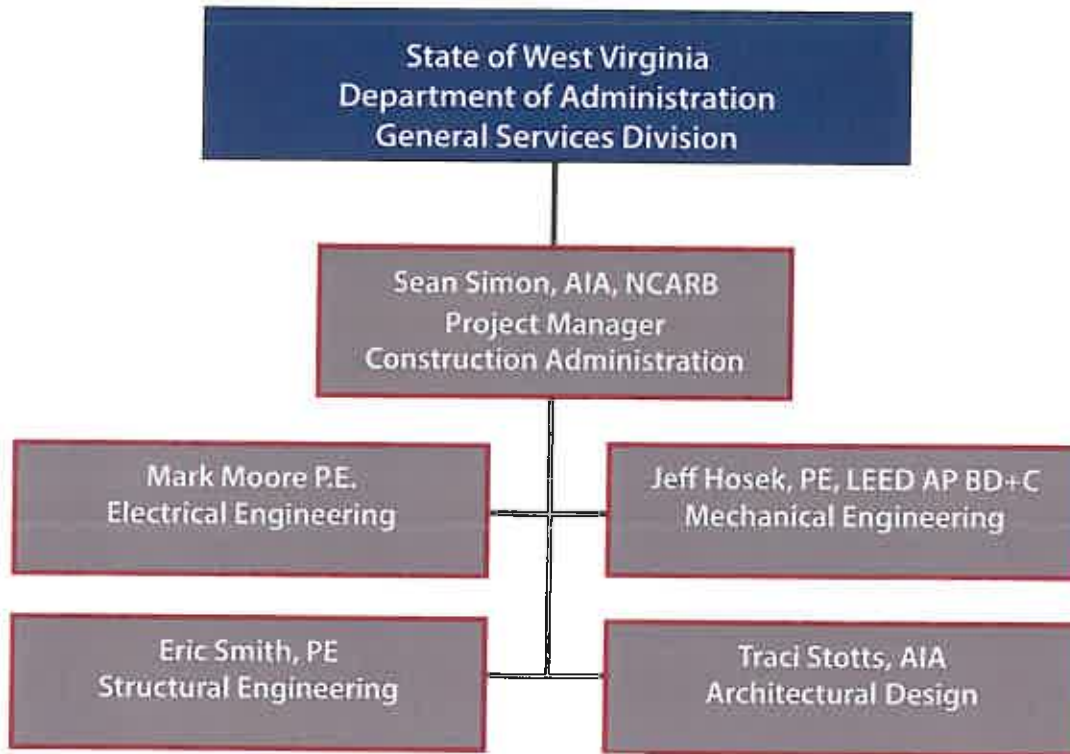 State of West Virginia
Department of Administration
General Services Division
Sean Simon, AIA, NCARB
Project Manager
Construction Administration
Mark Moore P.E.
Electrical Engineering
Jeff Hosek, PE, LEED AP BD+C
Mechanical Engineering
Eric Smith, PE
Structural Engineering
Traci Stotts, AIA
Architectural Design